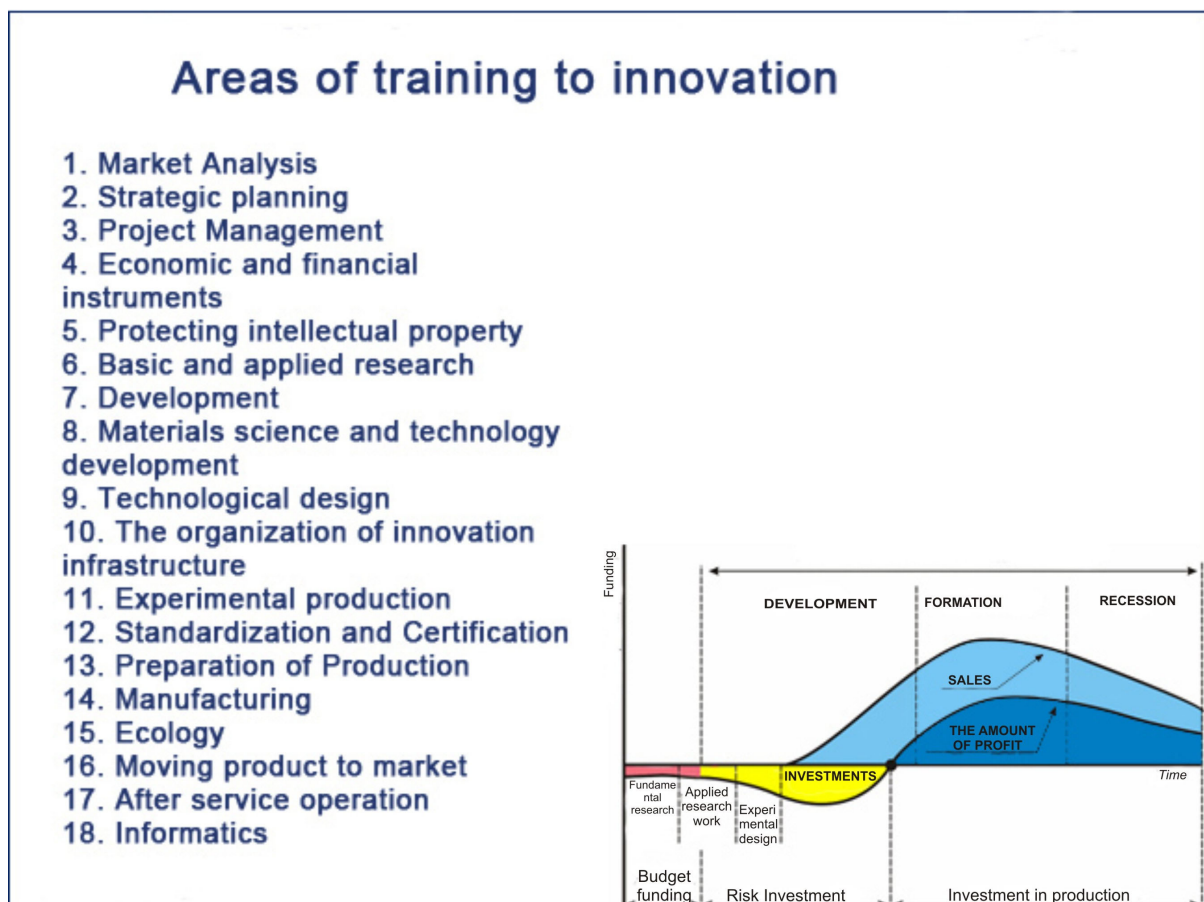 Areas of training to innovation
1. Market Analysis
2. Strategic planning
3. Project Management
4. Economic and financial
instruments
5. Protecting intellectual property
6. Basic and applied research
7. Development
8. Materials science and technology
development
9. Technological design
10. The organization of innovation
infrastructure
11. Experimental production
12. Standardization and Certification
13. Preparation of Production
14. Manufacturing
15. Ecology
16. Moving product to market
17. After service operation
18. Informatics
Funding
DEVELOPMENT
FORMATION
RECESSION
SALES
THE AMOUNT
OF PROFIT
INVESTMENTS
Time
Fundame
ntal
research
Applied
research
work
Experi
mental
design
Budget
funding
Risk Investment
Investment in production